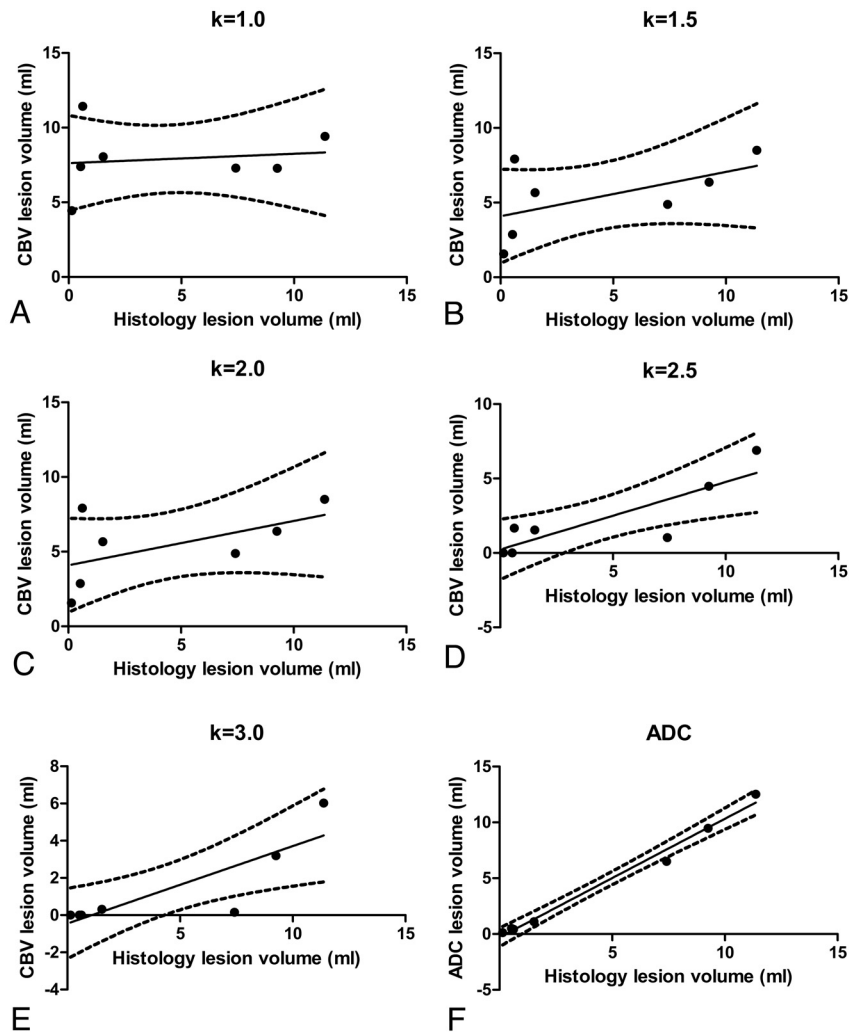 k=1.0
CBV lesion volume (ml)
15
10
5
0
0
5
10
15
Histology lesion volume (ml)
A
k=1.5
CBV lesion volume (ml)
15
10
5
0
0
5
10
15
Histology lesion volume (ml)
B
k=2.0
CBV lesion volume (ml)
15
10
5
0
0
5
10
15
Histology lesion volume (ml)
C
k=2.5
CBV lesion volume (ml)
10
5
0
-5
5
10
15
Histology lesion volume (ml)
D
k=3.0
CBV lesion volume (ml)
8
6
4
2
0
-2
-4
5
10
15
Histology lesion volume (ml)
E
ADC
ADC lesion volume (ml)
15
10
5
0
-5
5
10
15
Histology lesion volume (ml)
F